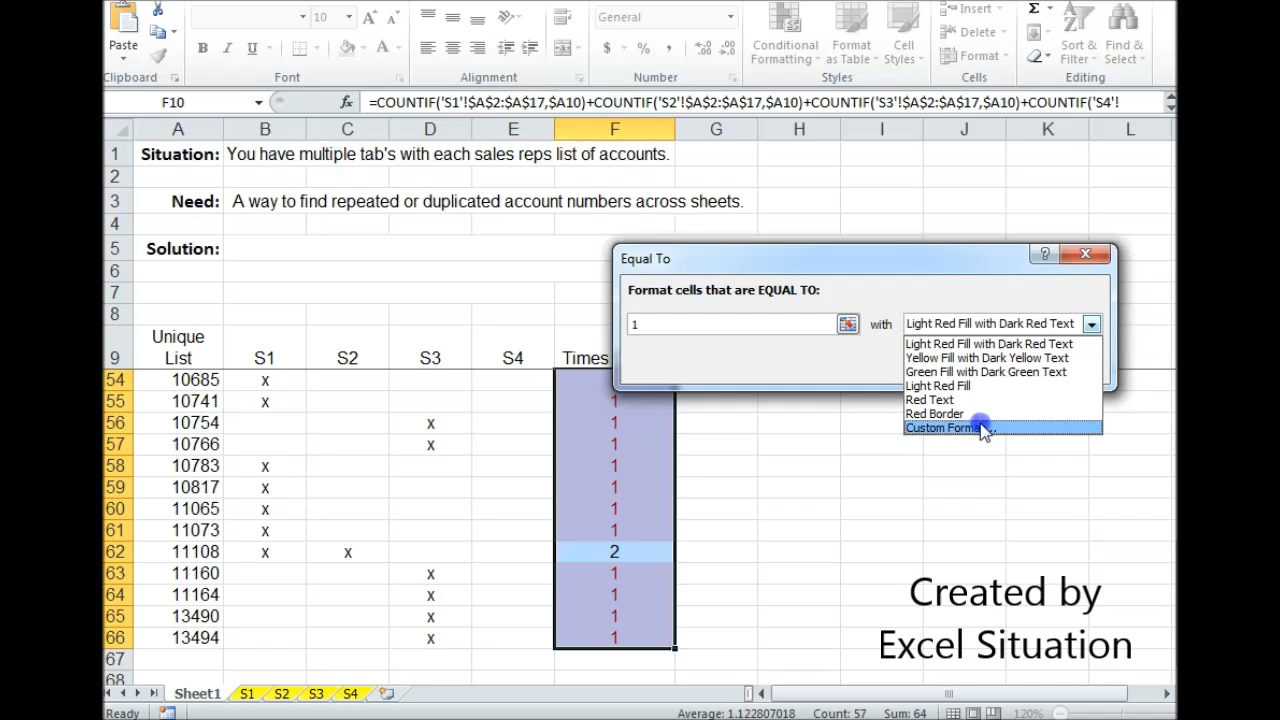 10
General
Insert
Σ
Delete
Paste
B I U
A
$ % ,
Conditional Formatting
Format as Table
Cell Styles
Format
Sort & Filter
Find & Select
Clipboard
Font
Alignment
Number
Styles
Cells
Editing
F10
fx
=COUNTIF('S1'!$A$2:$A$17,$A10)+COUNTIF('S2'!$A$2:$A$17,$A10)+COUNTIF('S3'!$A$2:$A$17,$A10)+COUNTIF('S4'!
A B C D E F G H I J K L
1 Situation: You have multiple tab's with each sales reps list of accounts.
2
3 Need: A way to find repeated or duplicated account numbers across sheets.
4
5 Solution:
6
7
8
9 Unique List S1 S2 S3 S4 Times
Equal To
Format cells that are EQUAL TO:
1 with Light Red Fill with Dark Red Text
Light Red Fill with Dark Red Text
Yellow Fill with Dark Yellow Text
Green Fill with Dark Green Text
Light Red Fill
Red Text
Red Border
54 10685 x
55 10741 x 1
56 10754 x 1
57 10766 x 1
58 10783 x 1
59 10817 x 1
60 11065 x 1
61 11073 x 1
62 11108 x x 2
63 11160 x 1
64 11164 x 1
65 13490 x 1
66 13494 x 1
67
68
Created by
Excel Situation
Sheet1 S1 S2 S3 S4
Ready
Average: 1.122807018 Count: 57 Sum: 64
120%